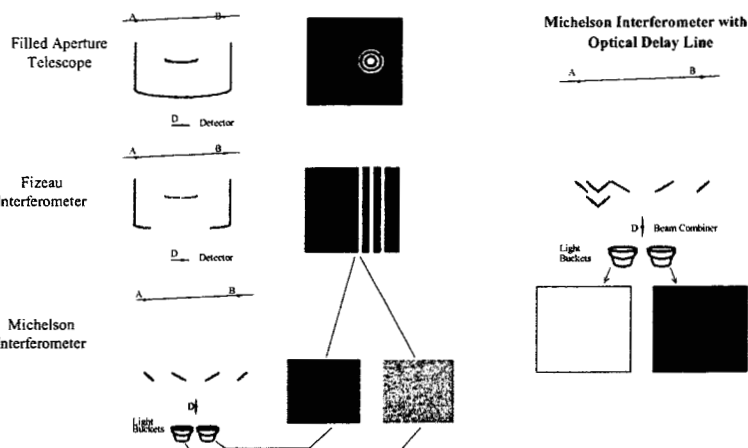 Filled Aperture
Telescope
A
B
D
Detector
A
B
Fizeau
nterferometer
D
Detector
A
B
Michelson
nterferometer
D
Light
Buckets
Michelson Interferometer with
Optical Delay Line
A
B
D
Beam Combiner
Light
Buckets